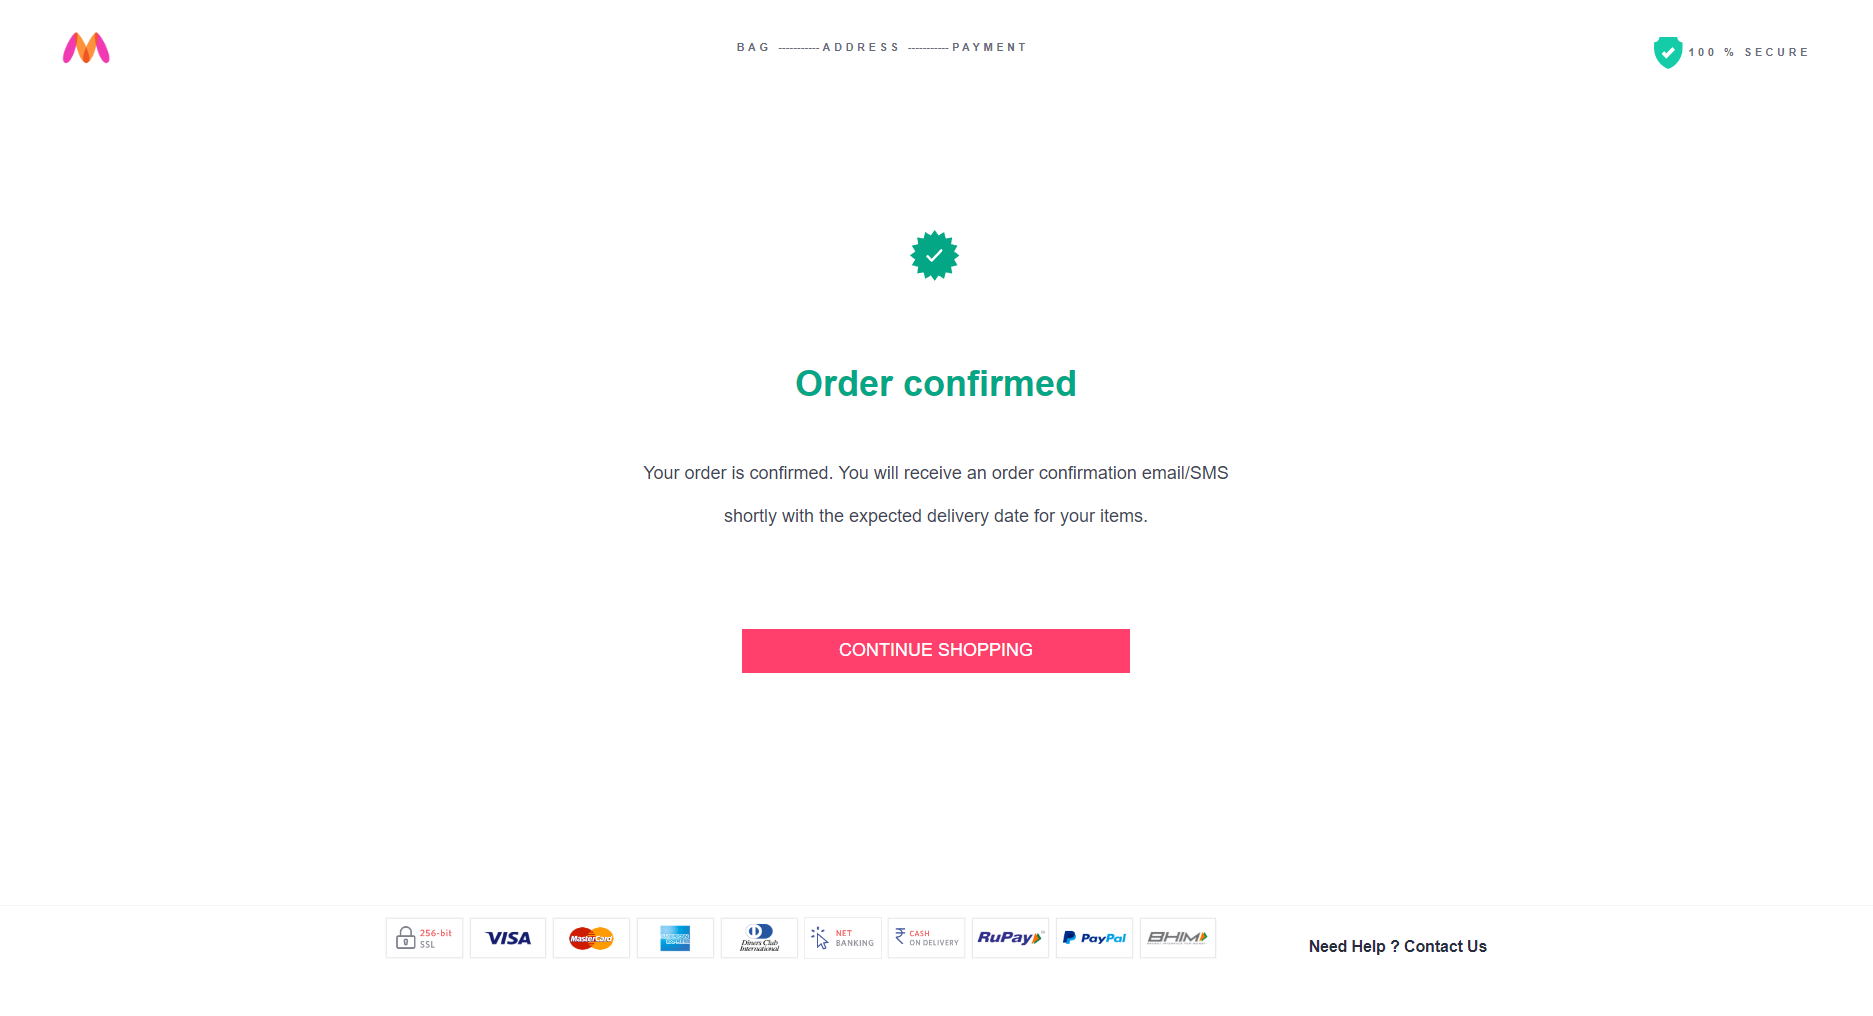 BAG ----------- ADDRESS ----------- PAYMENT
100 % SECURE
Order confirmed
Your order is confirmed. You will receive an order confirmation email/SMS
shortly with the expected delivery date for your items.
CONTINUE SHOPPING
256-bit
SSL
VISA
MasterCard
AMERICAN
EXPRESS
Diners Club
International
NET
BANKING
CASH
ON DELIVERY
RuPay
PayPal
BHIM
Need Help ? Contact Us